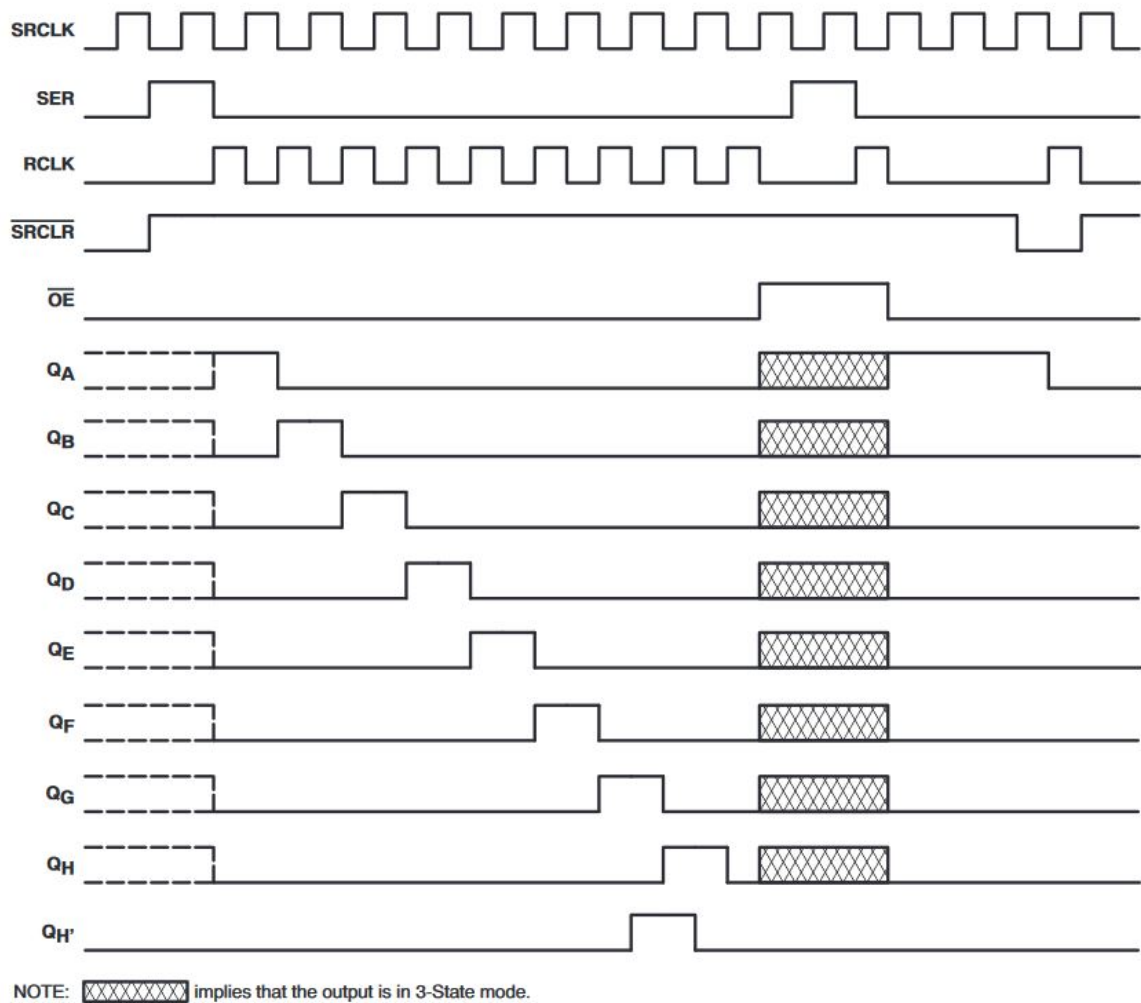 SRCLK
SER
RCLK
SRCLR
OE
QA
QB
QC
QD
QE
QF
QG
QH
QH'
NOTE: implies that the output is in 3-State mode.